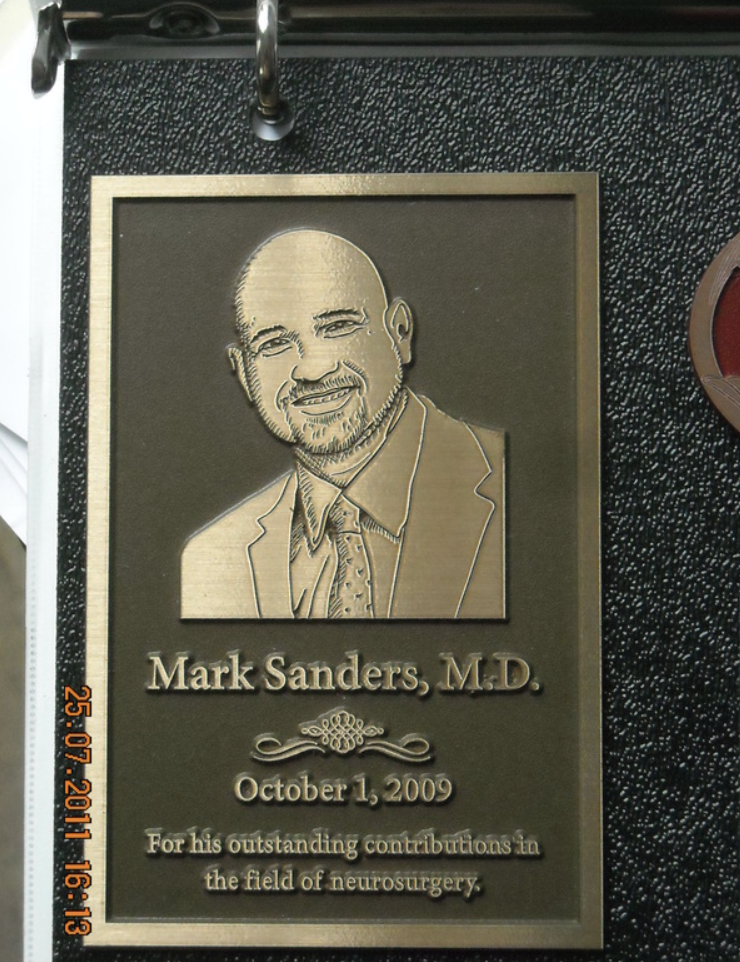 Mark Sanders, M.D.
October 1, 2009
For his outstanding contributions in
the field of neurosurgery.
25.07.2011 16:13